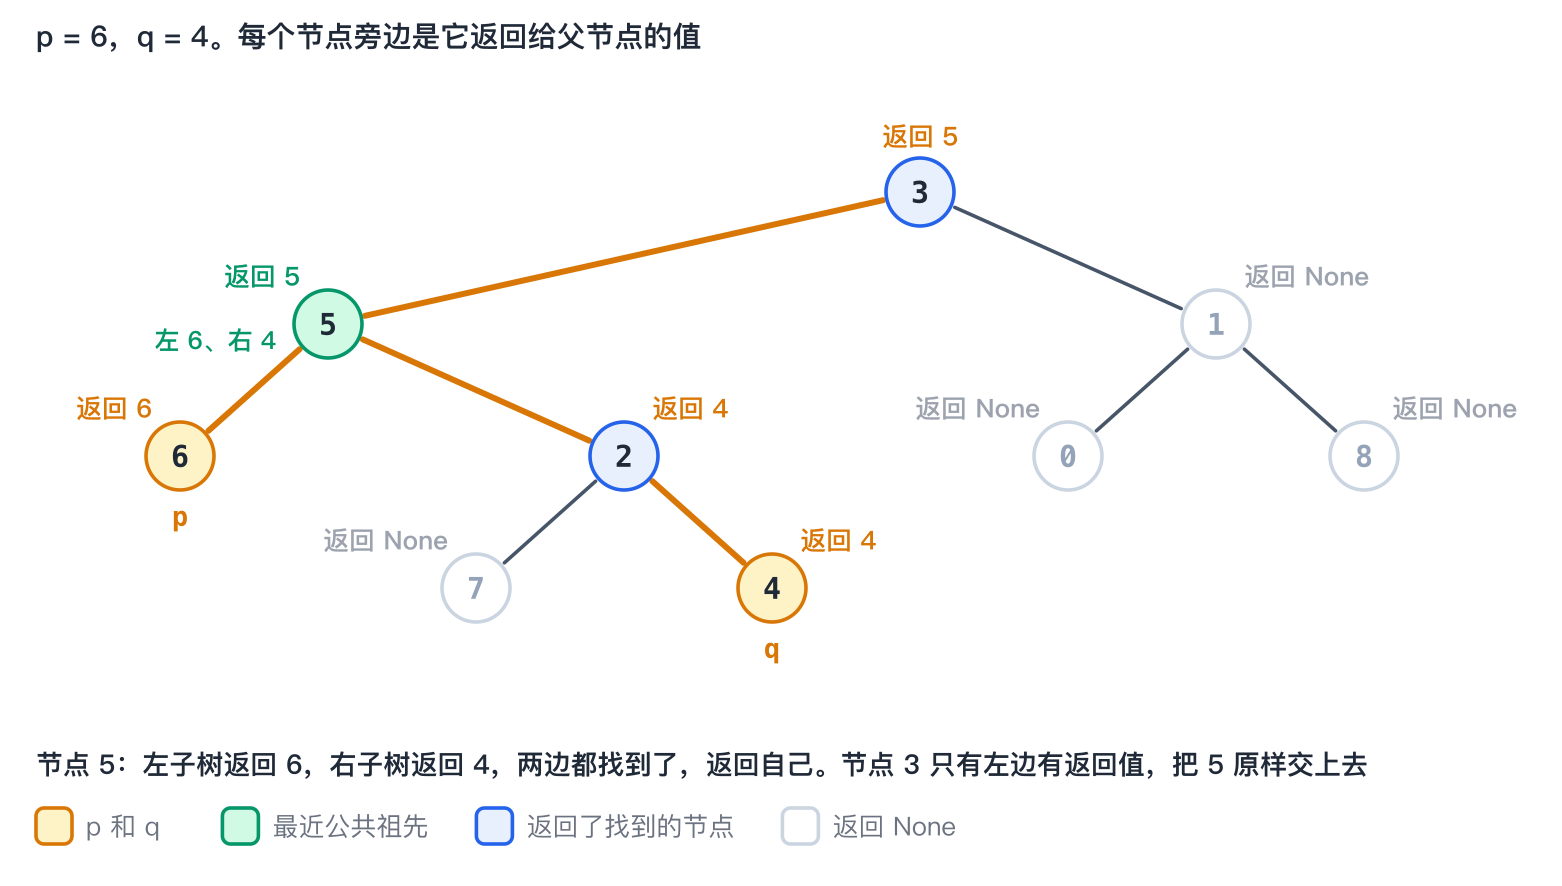 p = 6，q = 4。每个节点旁边是它返回给父节点的值
返回 5
3
返回 5
返回 None
5
1
左 6、右 4
返回 6
返回 4
返回 None
返回 None
6
2
0
8
p
返回 None
返回 4
7
4
q
节点 5：左子树返回 6，右子树返回 4，两边都找到了，返回自己。节点 3 只有左边有返回值，把 5 原样交上去
p 和 q
最近公共祖先
返回了找到的节点
返回 None